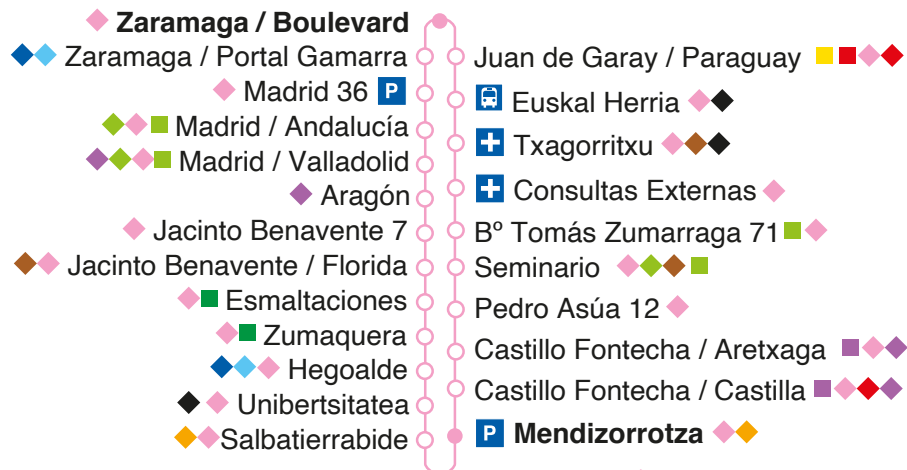 Zaramaga / Boulevard
Zaramaga / Portal Gamarra
Madrid 36 P
Madrid / Andalucía
Madrid / Valladolid
Aragón
Jacinto Benavente 7
Jacinto Benavente / Florida
Esmaltaciones
Zumaquera
Hegoalde
Unibertsitatea
Salbatierrabide
Juan de Garay / Paraguay
Euskal Herria
Txagorritxu
Consultas Externas
Bº Tomás Zumarraga 71
Seminario
Pedro Asúa 12
Castillo Fontecha / Aretxaga
Castillo Fontecha / Castilla
P Mendizorrotza